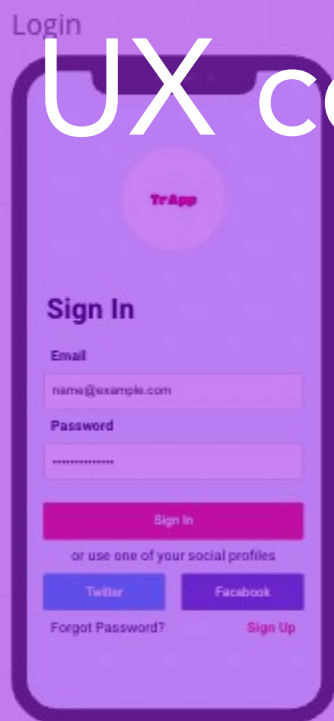 Login
UX c
TrApp
Sign In
Email
name@example.com
Password
Sign In
or use one of your social profiles
Twitter Facebook
Forgot Password? Sign Up